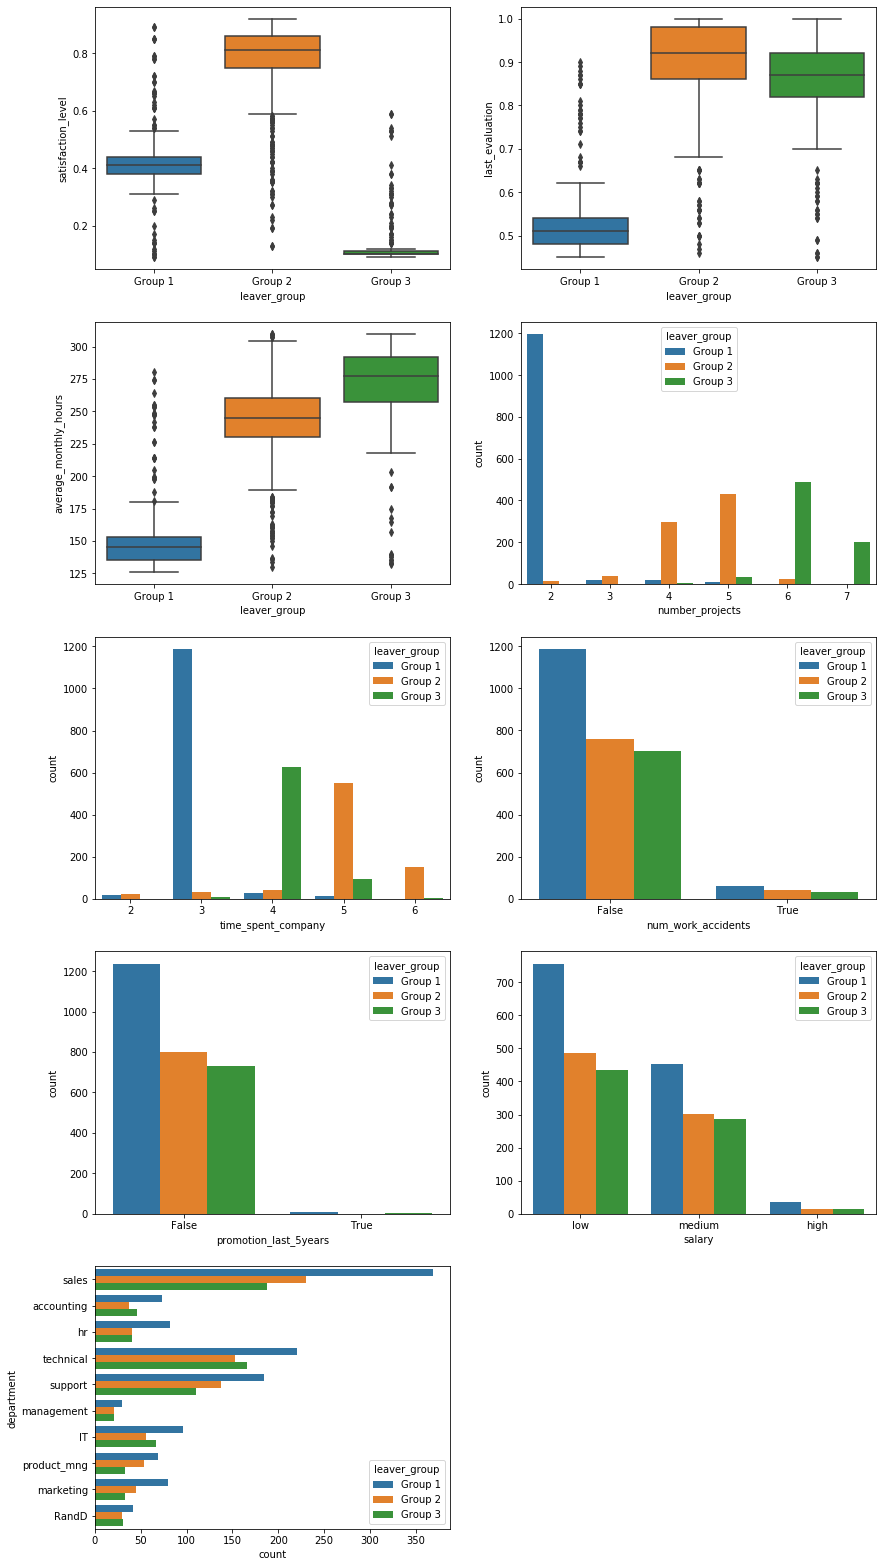 satisfaction_level
0.8
0.6
0.4
0.2
Group 1 Group 2 Group 3
leaver_group
last_evaluation
1.0
0.9
0.8
0.7
0.6
0.5
Group 1 Group 2 Group 3
leaver_group
average_monthly_hours
300
275
250
225
200
175
150
125
Group 1 Group 2 Group 3
leaver_group
count
1200
1000
800
600
400
200
0
leaver_group
Group 1
Group 2
Group 3
2 3 4 5 6 7
number_projects
count
1200
1000
800
600
400
200
0
leaver_group
Group 1
Group 2
Group 3
2 3 4 5 6
time_spent_company
count
1200
1000
800
600
400
200
0
leaver_group
Group 1
Group 2
Group 3
False True
num_work_accidents
count
1200
1000
800
600
400
200
0
leaver_group
Group 1
Group 2
Group 3
False True
promotion_last_5years
count
700
600
500
400
300
200
100
0
leaver_group
Group 1
Group 2
Group 3
low medium high
salary
department
sales
accounting
hr
technical
support
management
IT
product_mng
marketing
RandD
leaver_group
Group 1
Group 2
Group 3
0 50 100 150 200 250 300 350
count